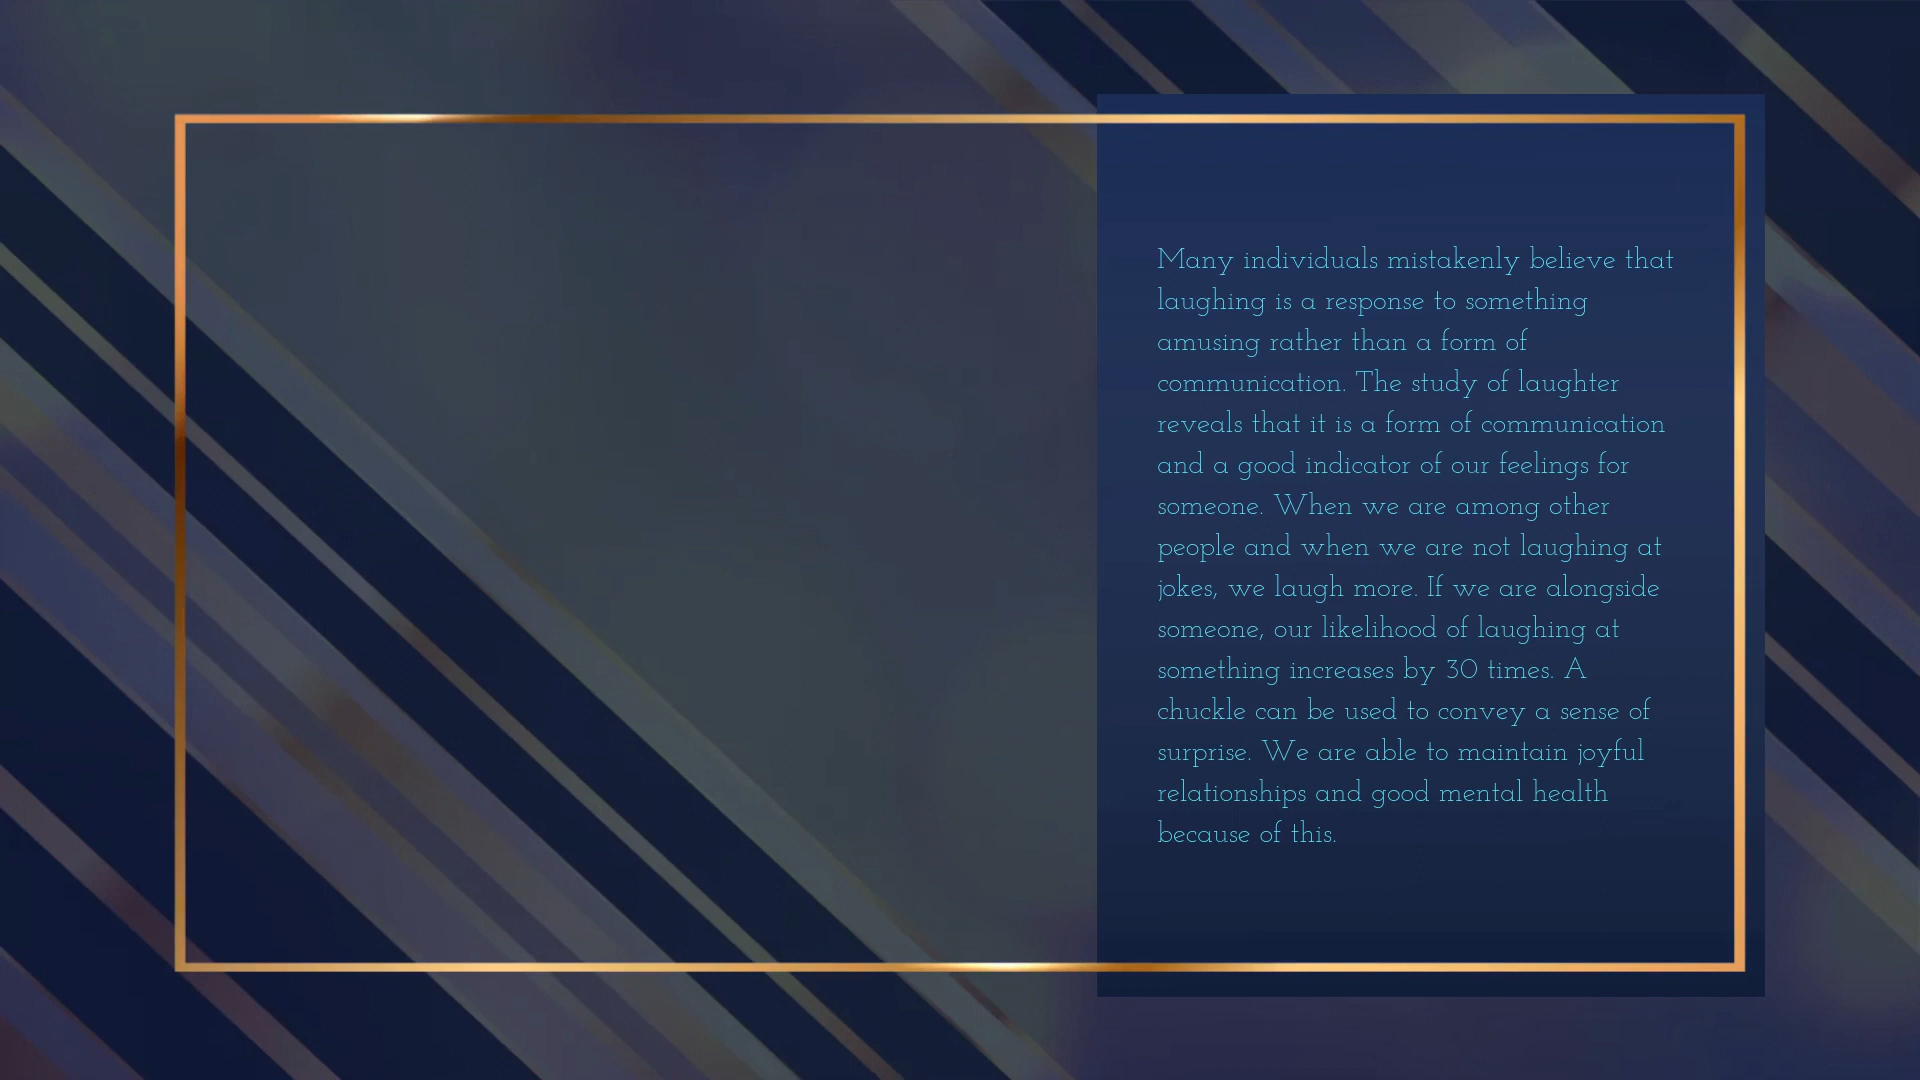 Many individuals mistakenly believe that
laughing is a response to something
amusing rather than a form of
communication. The study of laughter
reveals that it is a form of communication
and a good indicator of our feelings for
someone. When we are among other
people and when we are not laughing at
jokes, we laugh more. If we are alongside
someone, our likelihood of laughing at
something increases by 30 times. A
chuckle can be used to convey a sense of
surprise. We are able to maintain joyful
relationships and good mental health
because of this.